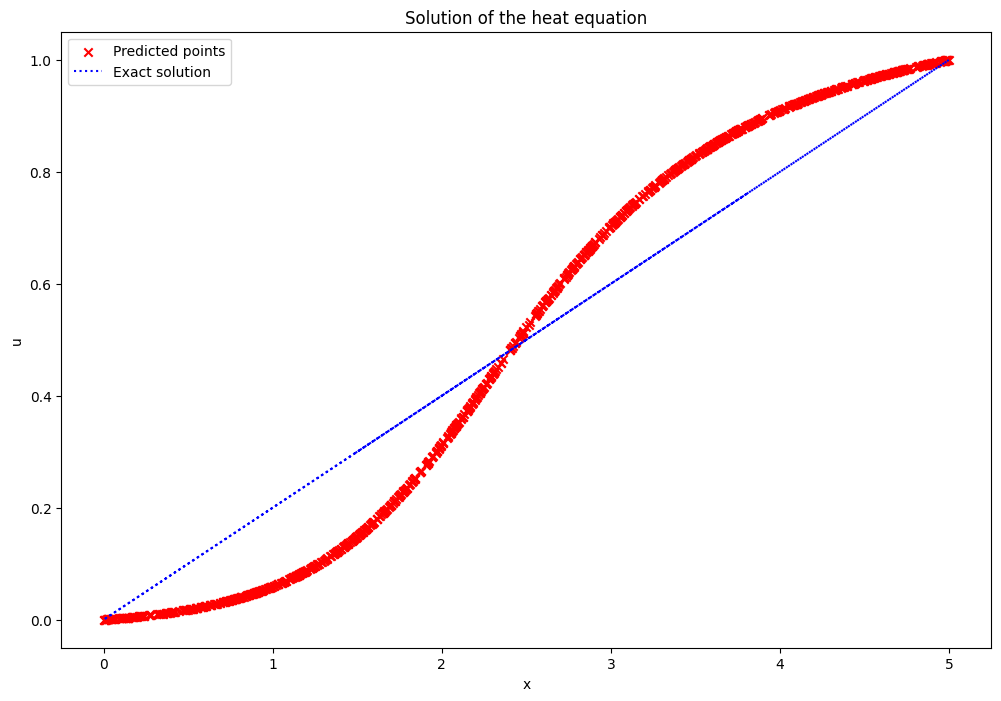 Solution of the heat equation
Predicted points
Exact solution
1.0
0.8
0.6
0.4
0.2
0.0
u
0 1 2 3 4 5
x